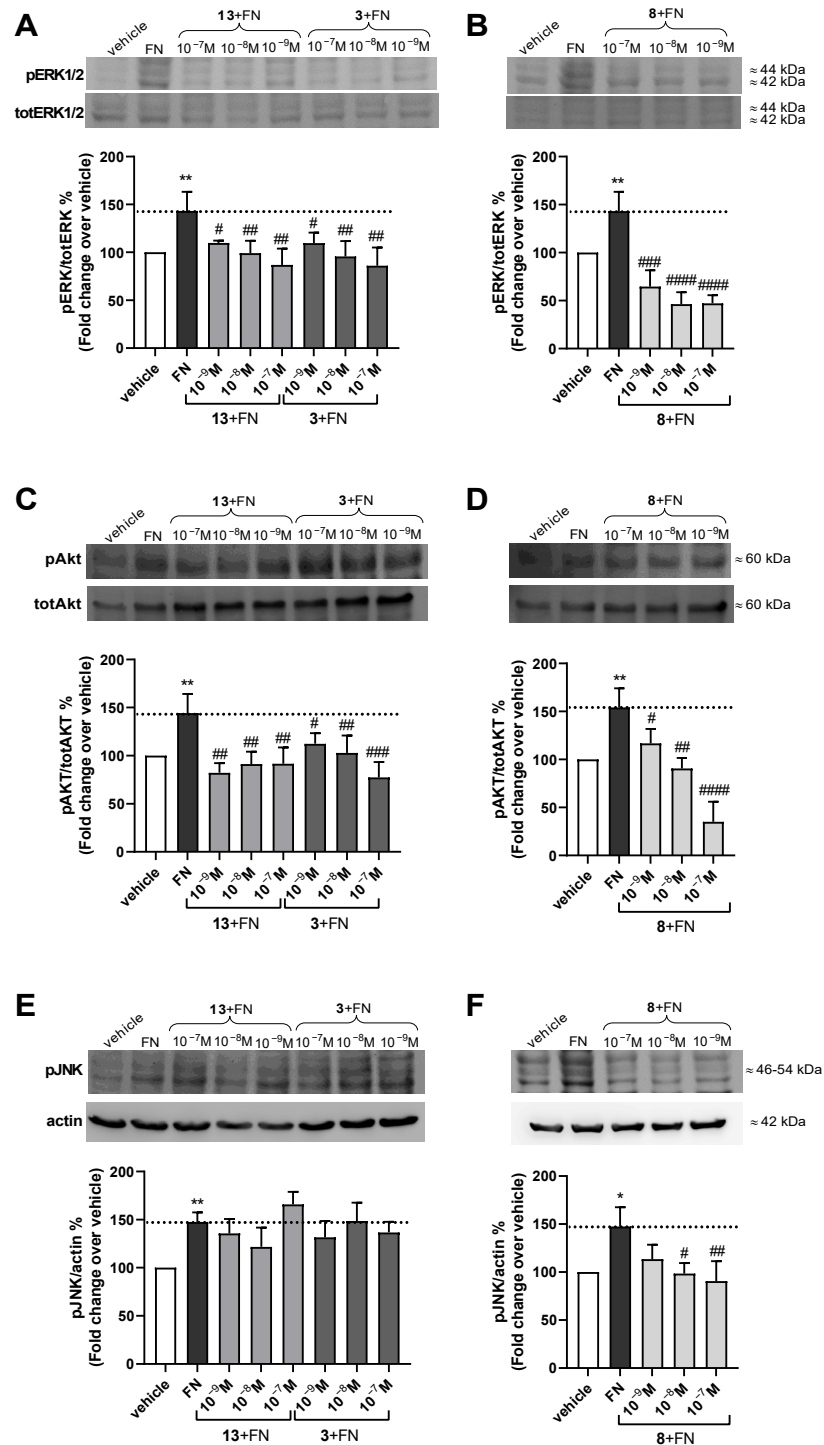 A
vehicle
FN
13+FN
3+FN
10⁻⁷M 10⁻⁸M 10⁻⁹M 10⁻⁷M 10⁻⁸M 10⁻⁹M
pERK1/2
totERK1/2
200
150
100
50
0
pERK/totERK %
(Fold change over vehicle)
** # ## ## # ## ##
vehicle FN 10⁻⁹M 10⁻⁸M 10⁻⁷M 10⁻⁹M 10⁻⁸M 10⁻⁷M
13+FN 3+FN
B
vehicle
FN
8+FN
10⁻⁷M 10⁻⁸M 10⁻⁹M
≈ 44 kDa
≈ 42 kDa
≈ 44 kDa
≈ 42 kDa
200
150
100
50
0
pERK/totERK %
(Fold change over vehicle)
** ### #### ####
vehicle FN 10⁻⁹M 10⁻⁸M 10⁻⁷M
8+FN
C
vehicle
FN
13+FN
3+FN
10⁻⁷M 10⁻⁸M 10⁻⁹M 10⁻⁷M 10⁻⁸M 10⁻⁹M
pAkt
totAkt
200
150
100
50
0
pAKT/totAKT %
(Fold change over vehicle)
** ## ## ## # ## ###
vehicle FN 10⁻⁹M 10⁻⁸M 10⁻⁷M 10⁻⁹M 10⁻⁸M 10⁻⁷M
13+FN 3+FN
D
vehicle
FN
8+FN
10⁻⁷M 10⁻⁸M 10⁻⁹M
≈ 60 kDa
≈ 60 kDa
200
150
100
50
0
pAKT/totAKT %
(Fold change over vehicle)
** # ## ####
vehicle FN 10⁻⁹M 10⁻⁸M 10⁻⁷M
8+FN
E
vehicle
FN
13+FN
3+FN
10⁻⁷M 10⁻⁸M 10⁻⁹M 10⁻⁷M 10⁻⁸M 10⁻⁹M
pJNK
actin
200
150
100
50
0
pJNK/actin %
(Fold change over vehicle)
**
vehicle FN 10⁻⁹M 10⁻⁸M 10⁻⁷M 10⁻⁹M 10⁻⁸M 10⁻⁷M
13+FN 3+FN
F
vehicle
FN
8+FN
10⁻⁷M 10⁻⁸M 10⁻⁹M
≈ 46-54 kDa
≈ 42 kDa
200
150
100
50
0
pJNK/actin %
(Fold change over vehicle)
* # ##
vehicle FN 10⁻⁹M 10⁻⁸M 10⁻⁷M
8+FN